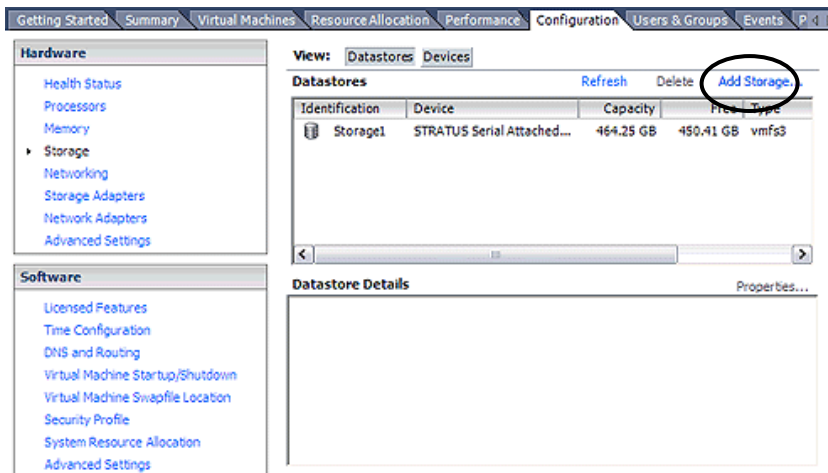 Getting Started Summary Virtual Machines Resource Allocation Performance Configuration Users & Groups Events P
Hardware
Health Status
Processors
Memory
Storage
Networking
Storage Adapters
Network Adapters
Advanced Settings
Software
Licensed Features
Time Configuration
DNS and Routing
Virtual Machine Startup/Shutdown
Virtual Machine Swapfile Location
Security Profile
System Resource Allocation
Advanced Settings
View: Datastores Devices
Datastores Refresh Delete Add Storage...
Identification Device Capacity Free Type
Storage1 STRATUS Serial Attached... 464.25 GB 450.41 GB vmfs3
Datastore Details Properties...